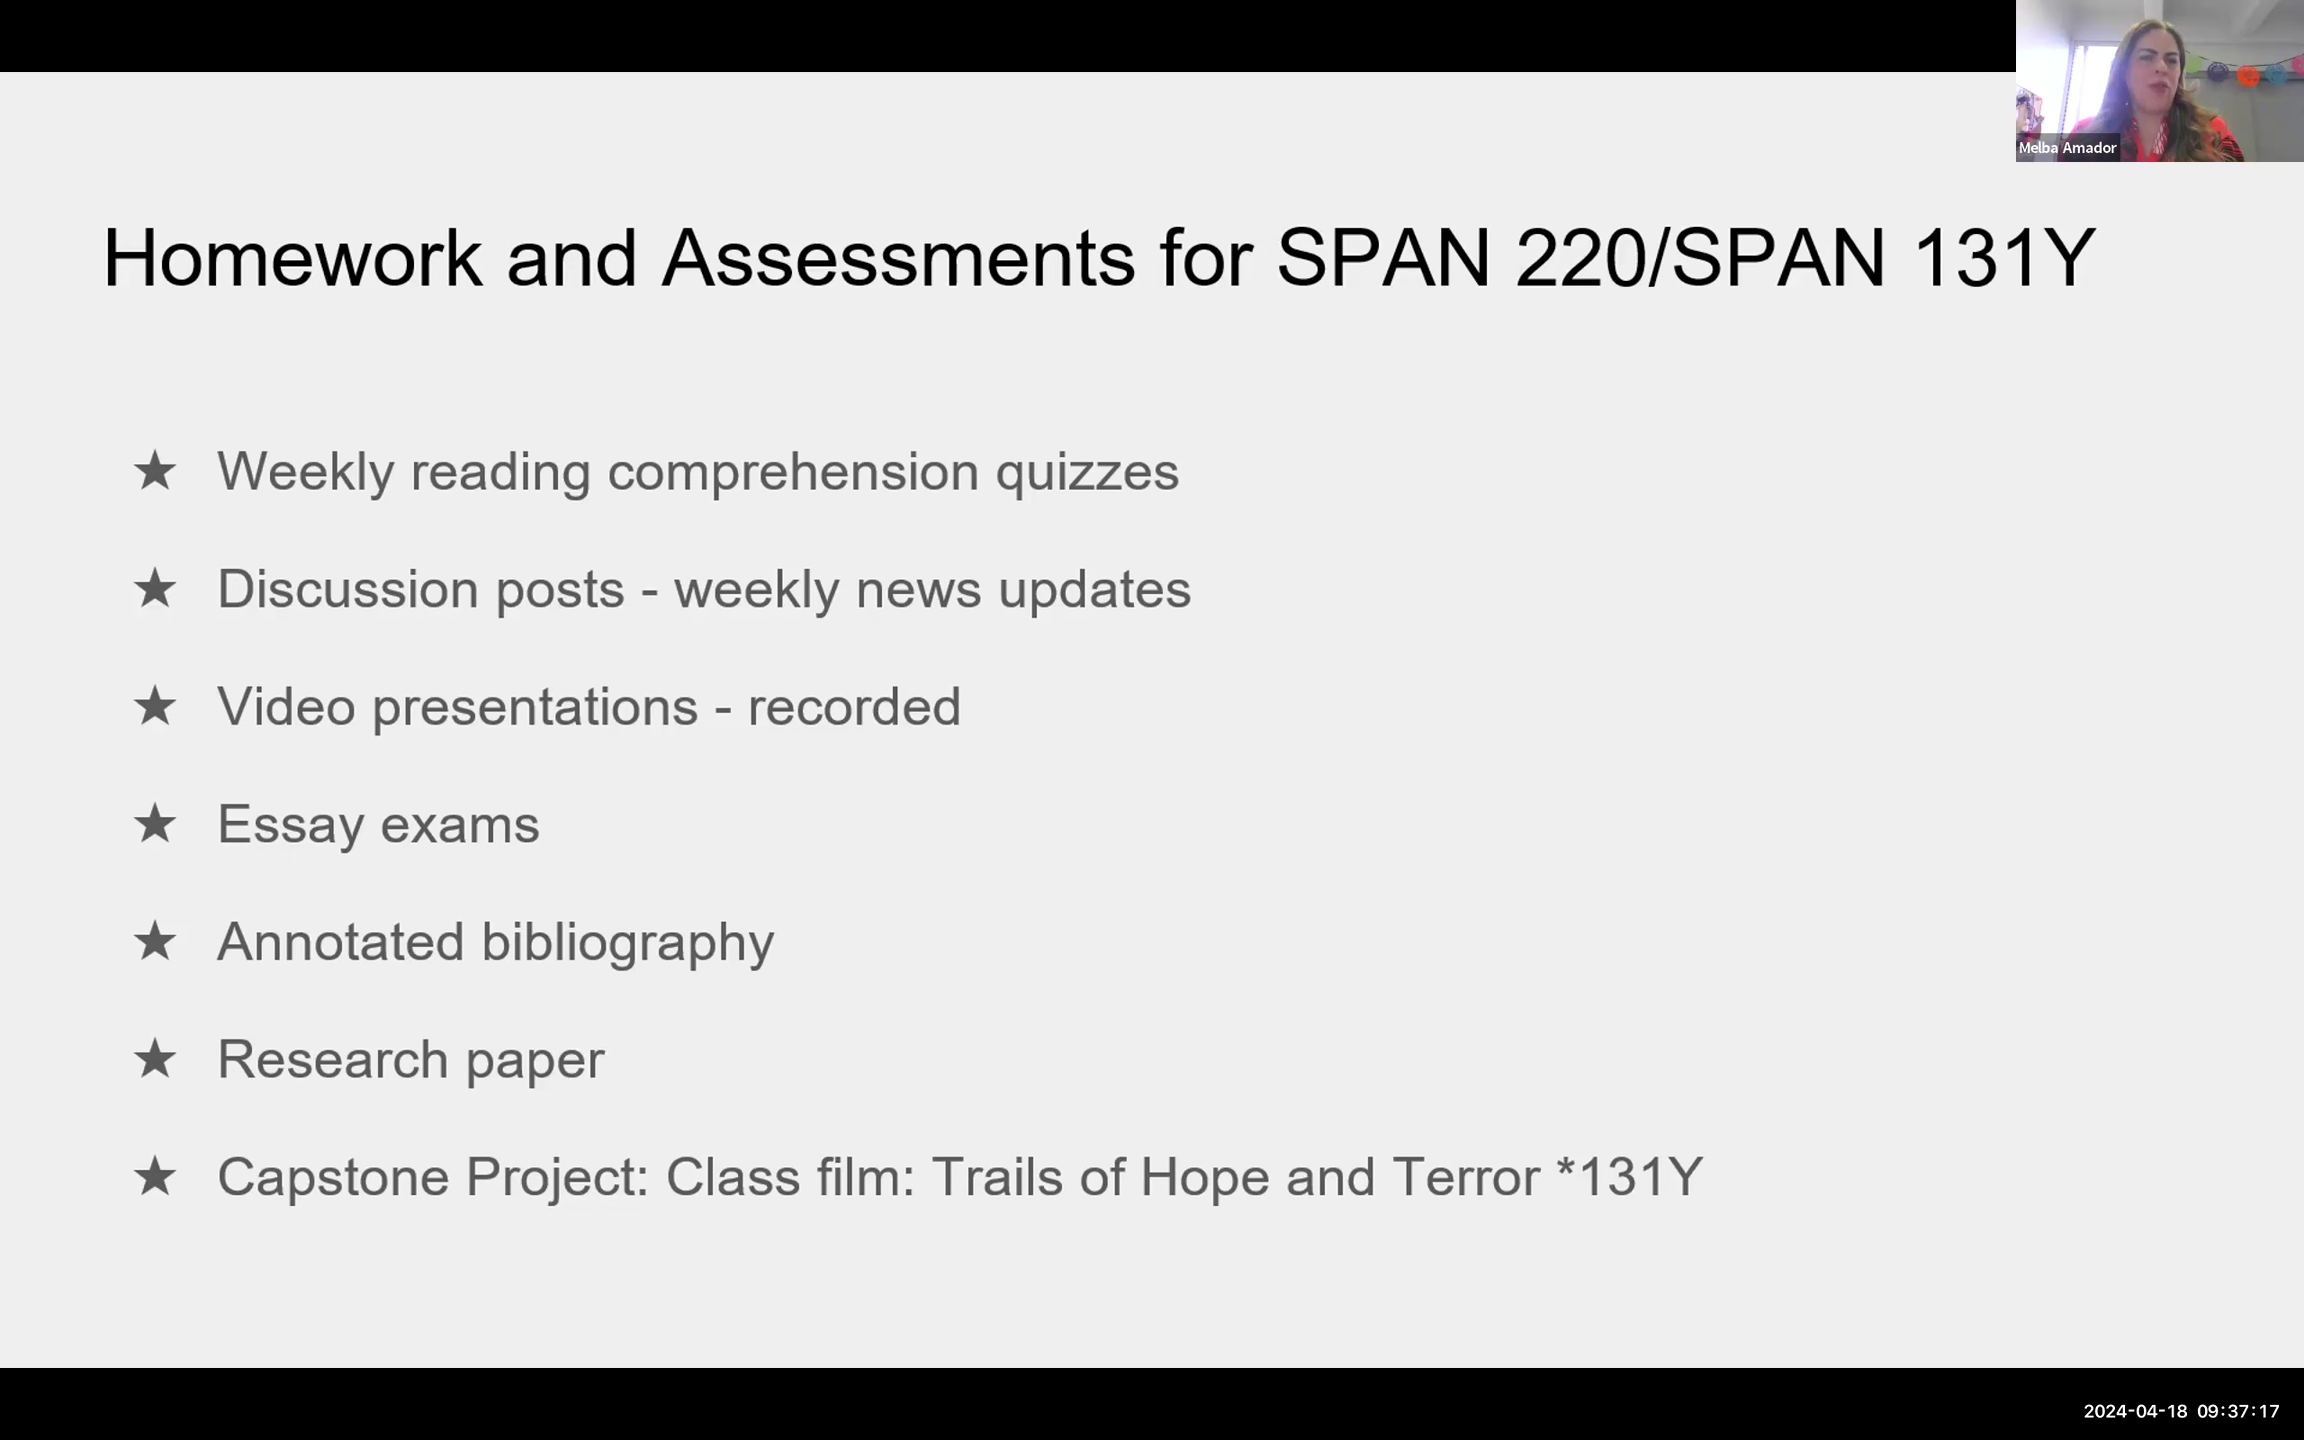 Melba Amador
Homework and Assessments for SPAN 220/SPAN 131Y
★ Weekly reading comprehension quizzes
★ Discussion posts - weekly news updates
★ Video presentations - recorded
★ Essay exams
★ Annotated bibliography
★ Research paper
★ Capstone Project: Class film: Trails of Hope and Terror *131Y
2024-04-18 09:37:17